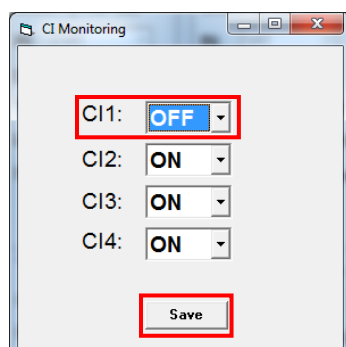 CI Monitoring
CI1: OFF
CI2: ON
CI3: ON
CI4: ON
Save